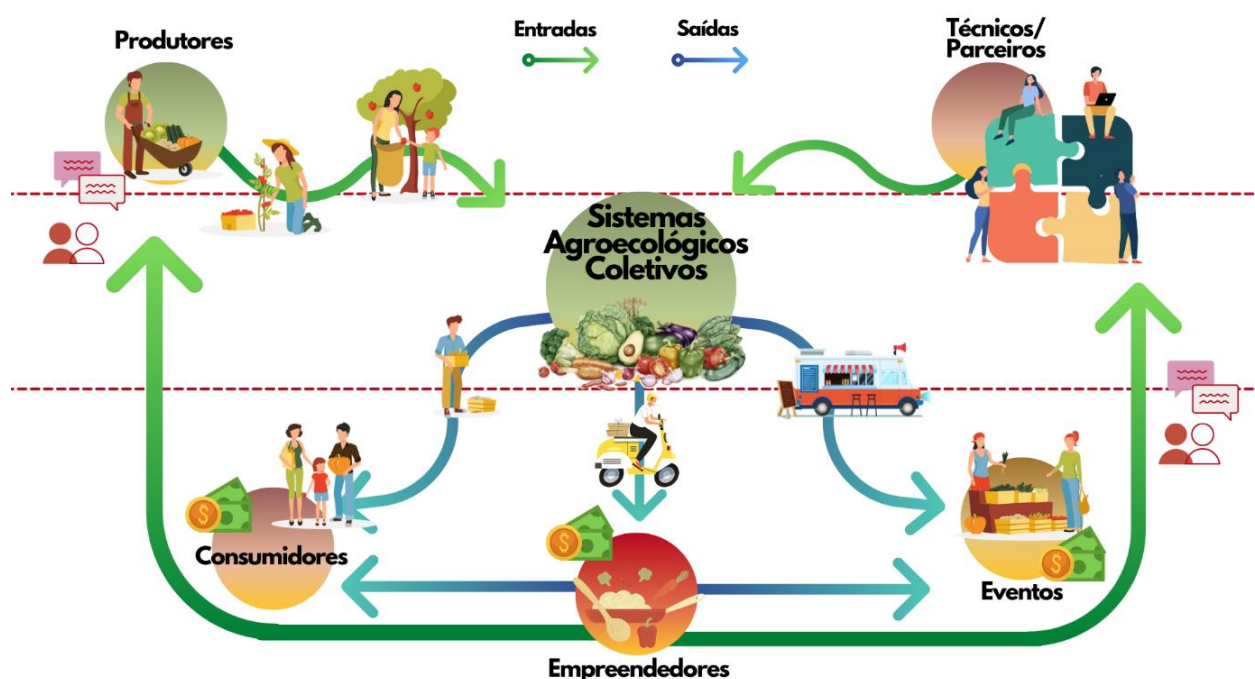 Produtores
Entradas
Saídas
Técnicos/
Parceiros
Sistemas
Agroecológicos
Coletivos
Consumidores
Eventos
Empreendedores